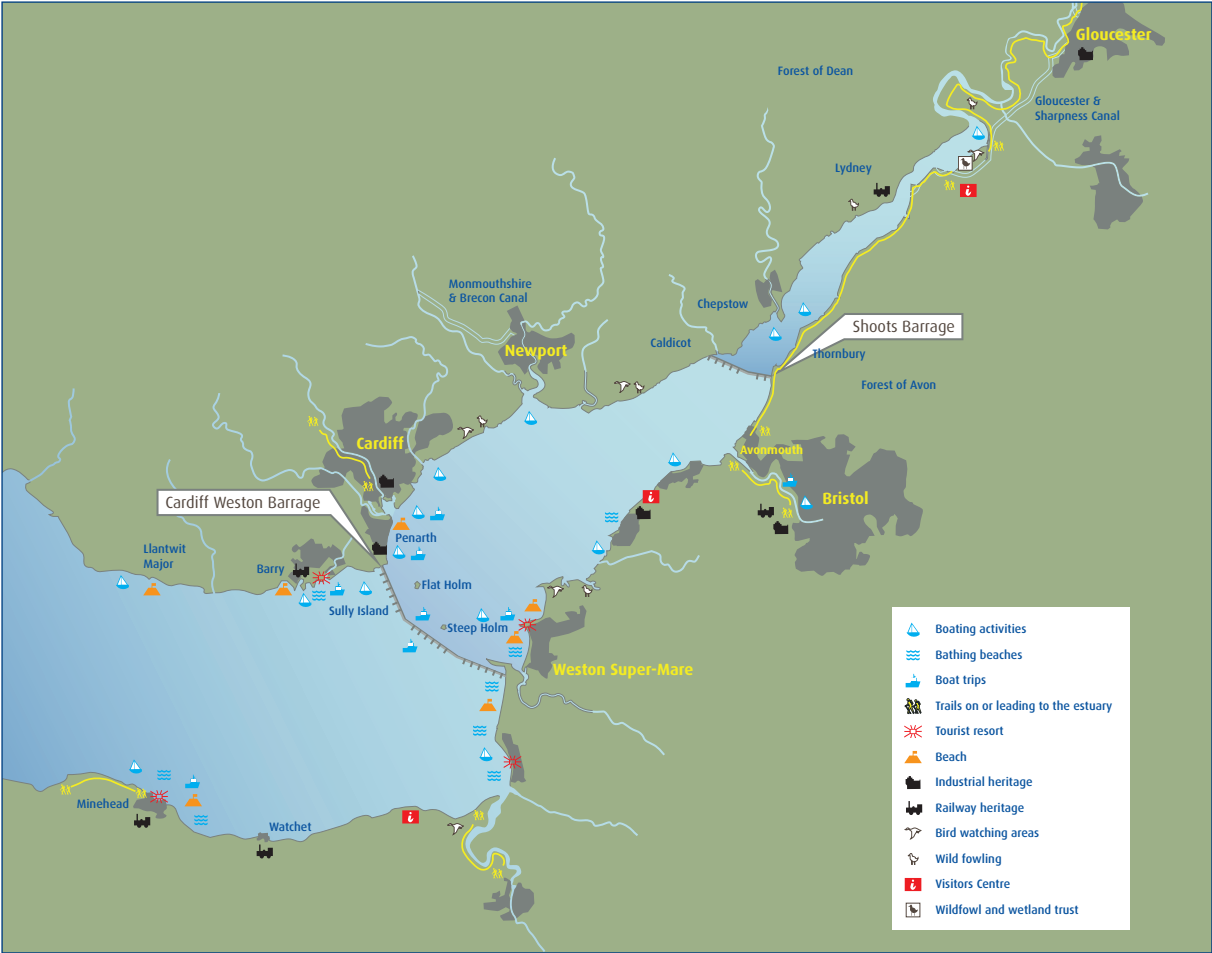 Gloucester
Forest of Dean
Gloucester &
Sharpness Canal
Lydney
Monmouthshire
& Brecon Canal
Chepstow
Shoots Barrage
Caldicot
Newport
Thornbury
Forest of Avon
Cardiff
Avonmouth
Cardiff Weston Barrage
Bristol
Penarth
Llantwit
Major
Barry
Flat Holm
Sully Island
Steep Holm
Weston Super-Mare
Minehead
Watchet
Boating activities
Bathing beaches
Boat trips
Trails on or leading to the estuary
Tourist resort
Beach
Industrial heritage
Railway heritage
Bird watching areas
Wild fowling
i Visitors Centre
Wildfowl and wetland trust
i
i
i